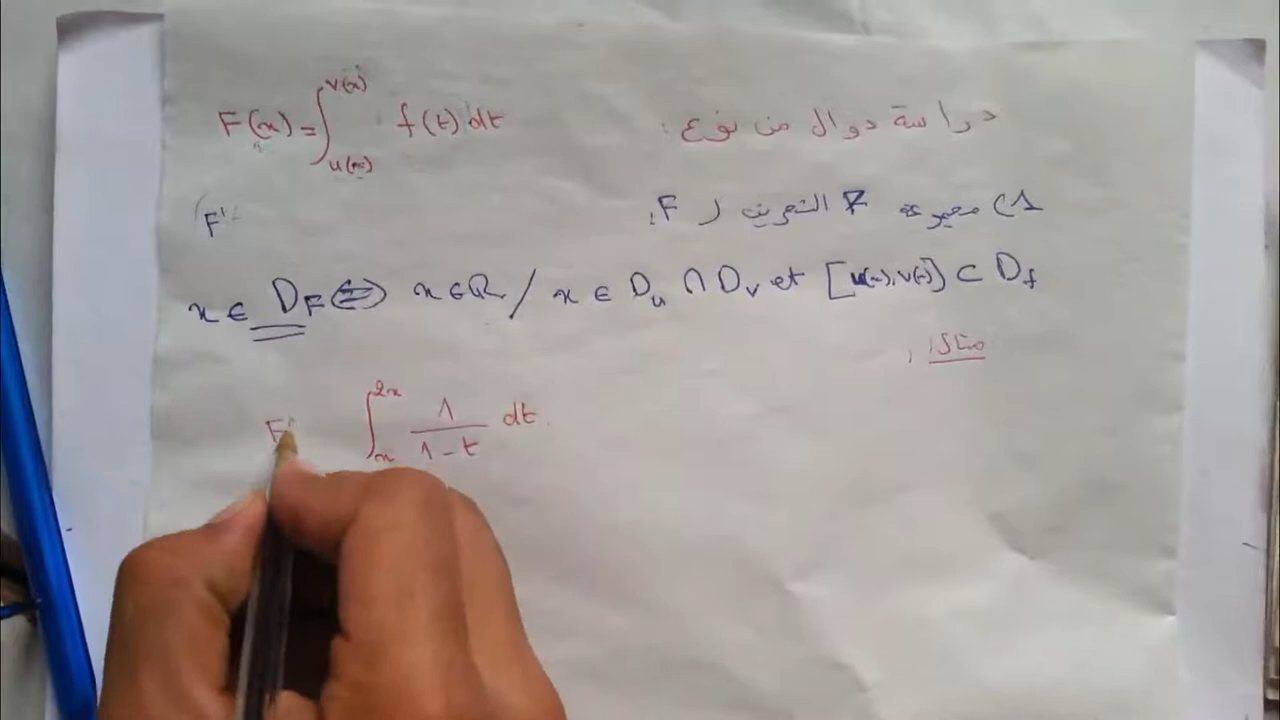 دراسة دوال من نوع : F(x) = ∫_{u(x)}^{v(x)} f(t) dt
1) مجموعة التعريف ل F :
F'
x ∈ D_F ⇔ x ∈ R / x ∈ D_u ∩ D_v et [u(x), v(x)] ⊂ D_f
مثال :
F ∫_{x}^{2x} 1/(1-t) dt.